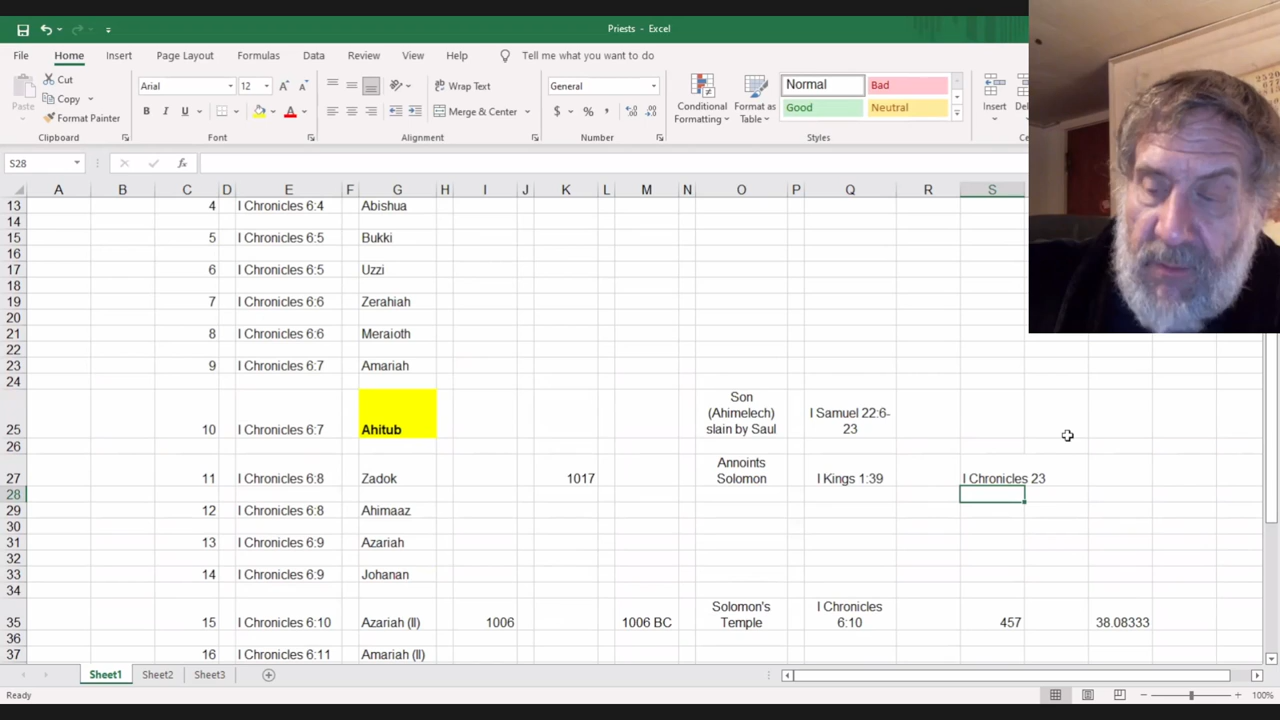 Priests - Excel
File Home Insert Page Layout Formulas Data Review View Help Tell me what you want to do
Cut
Copy
Format Painter
Paste
Clipboard
Arial 12
B I U
Font
Wrap Text
Merge & Center
Alignment
General
$ % ,
Number
Conditional Formatting
Format as Table
Normal Bad
Good Neutral
Styles
Insert
S28
A B C D E F G H I J K L M N O P Q R S
13 4 I Chronicles 6:4 Abishua
14
15 5 I Chronicles 6:5 Bukki
16
17 6 I Chronicles 6:5 Uzzi
18
19 7 I Chronicles 6:6 Zerahiah
20
21 8 I Chronicles 6:6 Meraioth
22
23 9 I Chronicles 6:7 Amariah
24
Son
(Ahimelech) I Samuel 22:6-
25 10 I Chronicles 6:7 Ahitub slain by Saul 23
26
Annoints
27 11 I Chronicles 6:8 Zadok 1017 Solomon I Kings 1:39 I Chronicles 23
28
29 12 I Chronicles 6:8 Ahimaaz
30
31 13 I Chronicles 6:9 Azariah
32
33 14 I Chronicles 6:9 Johanan
34
Solomon's I Chronicles
35 15 I Chronicles 6:10 Azariah (II) 1006 1006 BC Temple 6:10 457 38.08333
36
37 16 I Chronicles 6:11 Amariah (II)
Sheet1 Sheet2 Sheet3
Ready 100%